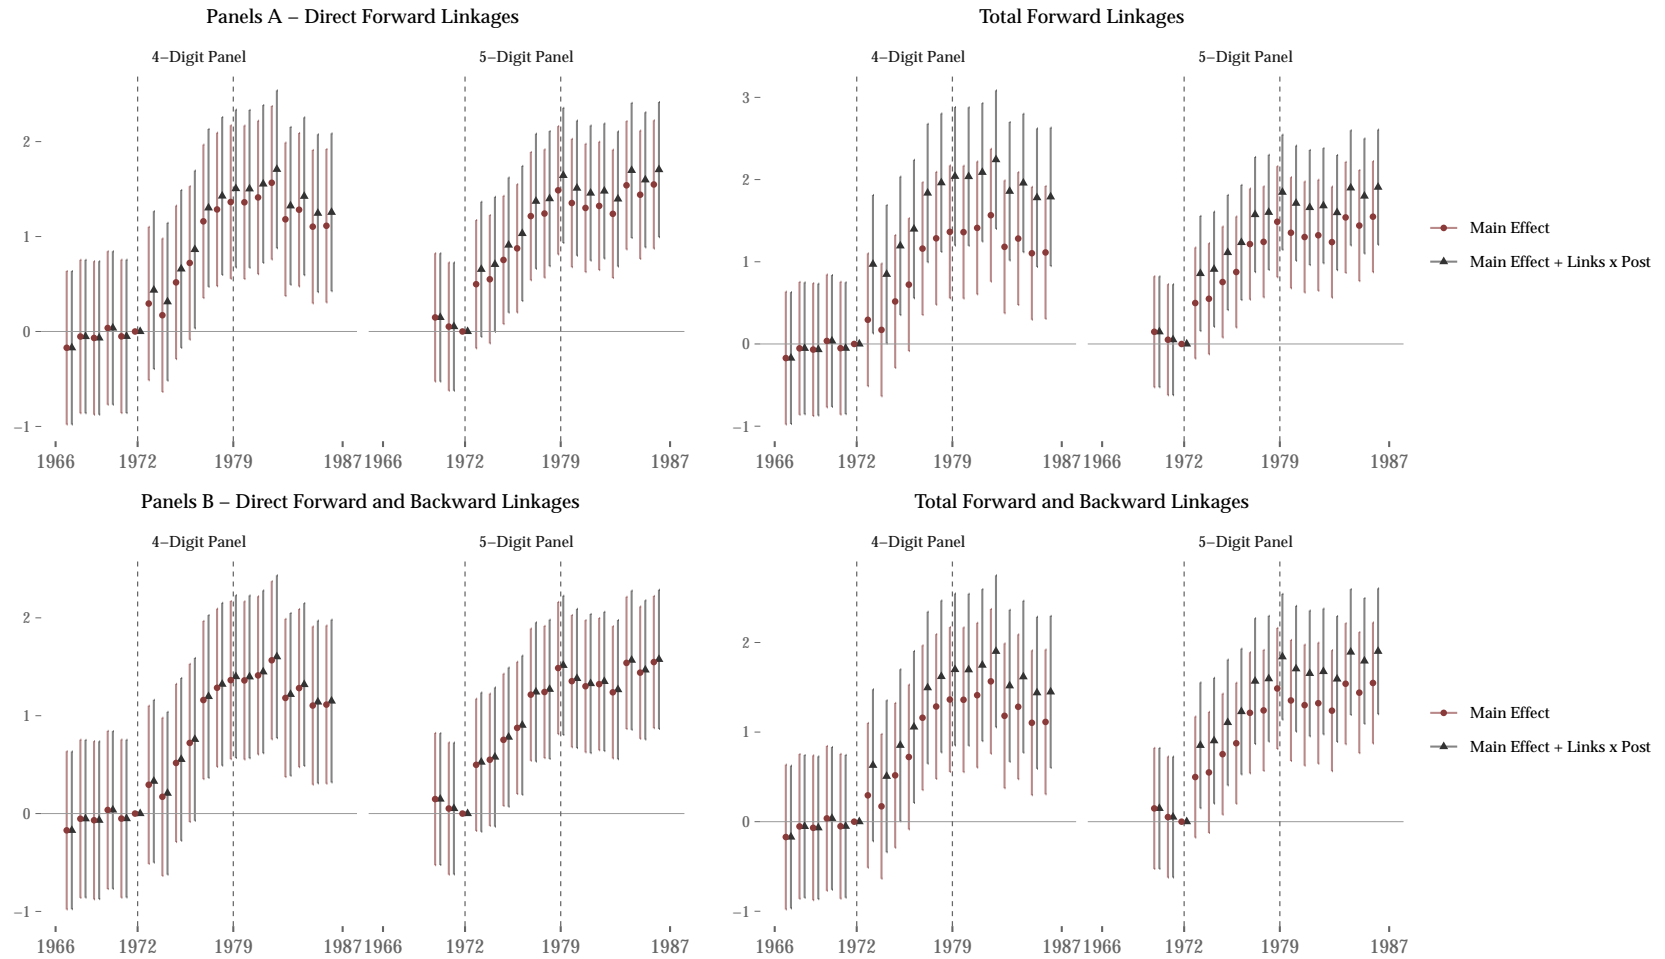 Panels A – Direct Forward Linkages
Total Forward Linkages
4–Digit Panel
5–Digit Panel
4–Digit Panel
5–Digit Panel
2
1
0
−1
3
2
1
0
−1
1966 1972 1979 1987 1966 1972 1979 1987
1966 1972 1979 1987 1966 1972 1979 1987
Main Effect
Main Effect + Links x Post
Panels B – Direct Forward and Backward Linkages
Total Forward and Backward Linkages
4–Digit Panel
5–Digit Panel
4–Digit Panel
5–Digit Panel
2
1
0
−1
2
1
0
−1
1966 1972 1979 1987 1966 1972 1979 1987
1966 1972 1979 1987 1966 1972 1979 1987
Main Effect
Main Effect + Links x Post